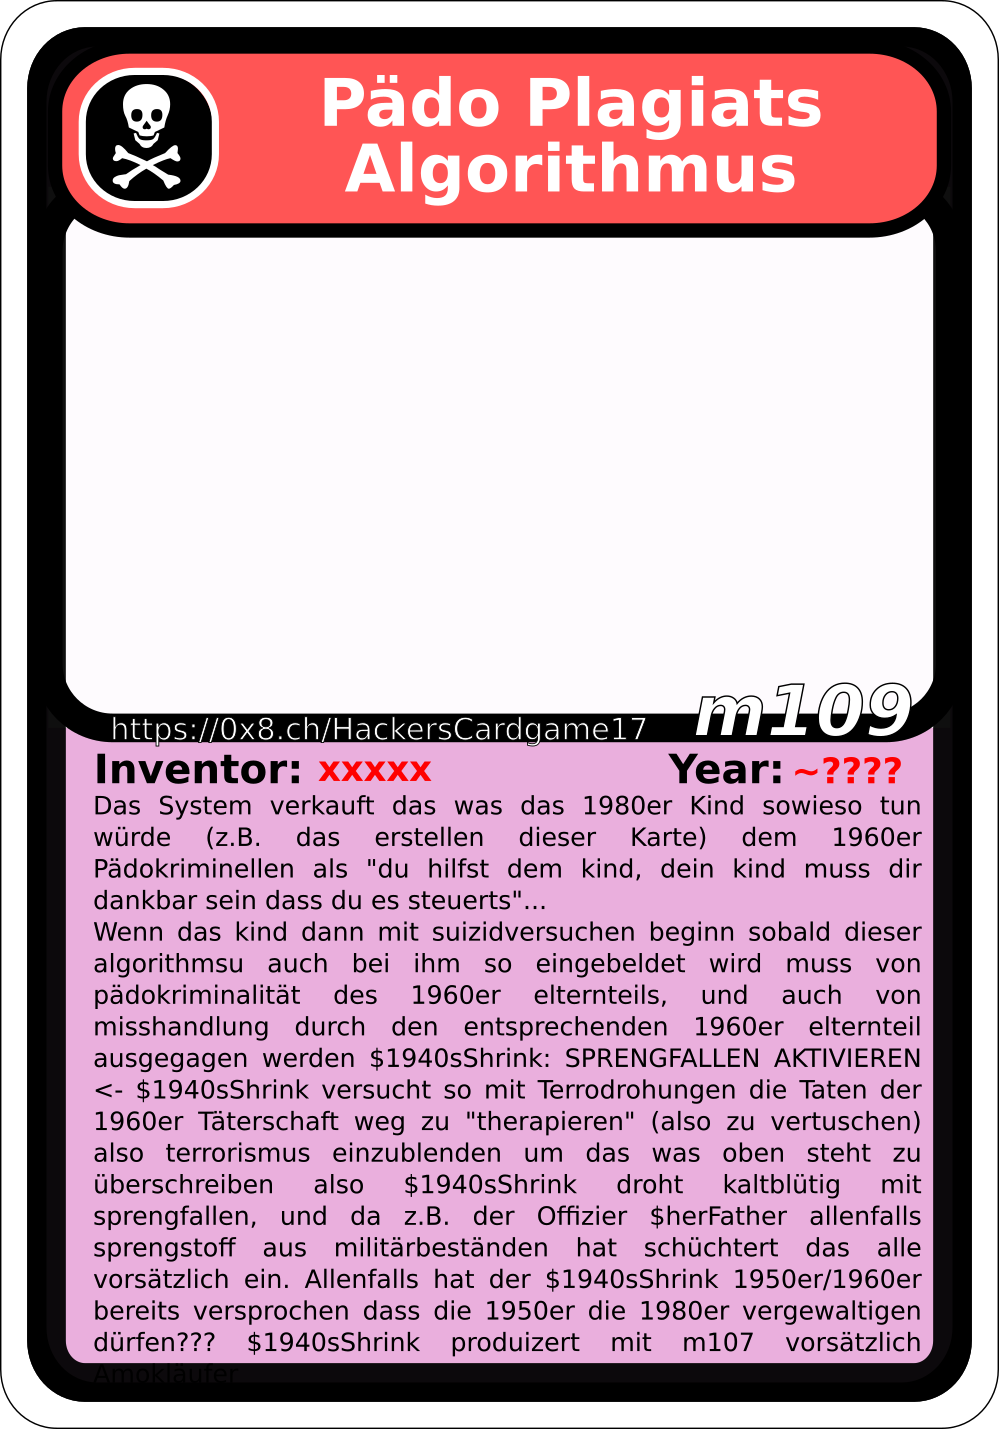 Pädo Plagiats
Algorithmus
m109
https://0x8.ch/HackersCardgame17
Inventor: xxxxx Year: ~????
Das System verkauft das was das 1980er Kind sowieso tun
würde (z.B. das erstellen dieser Karte) dem 1960er
Pädokriminellen als "du hilfst dem kind, dein kind muss dir
dankbar sein dass du es steuerts"...
Wenn das kind dann mit suizidversuchen beginn sobald dieser
algorithmsu auch bei ihm so eingebeldet wird muss von
pädokriminalität des 1960er elternteils, und auch von
misshandlung durch den entsprechenden 1960er elternteil
ausgegagen werden $1940sShrink: SPRENGFALLEN AKTIVIEREN
<- $1940sShrink versucht so mit Terrodrohungen die Taten der
1960er Täterschaft weg zu "therapieren" (also zu vertuschen)
also terrorismus einzublenden um das was oben steht zu
überschreiben also $1940sShrink droht kaltblütig mit
sprengfallen, und da z.B. der Offizier $herFather allenfalls
sprengstoff aus militärbeständen hat schüchtert das alle
vorsätzlich ein. Allenfalls hat der $1940sShrink 1950er/1960er
bereits versprochen dass die 1950er die 1980er vergewaltigen
dürfen??? $1940sShrink produizert mit m107 vorsätzlich
Amokläufer